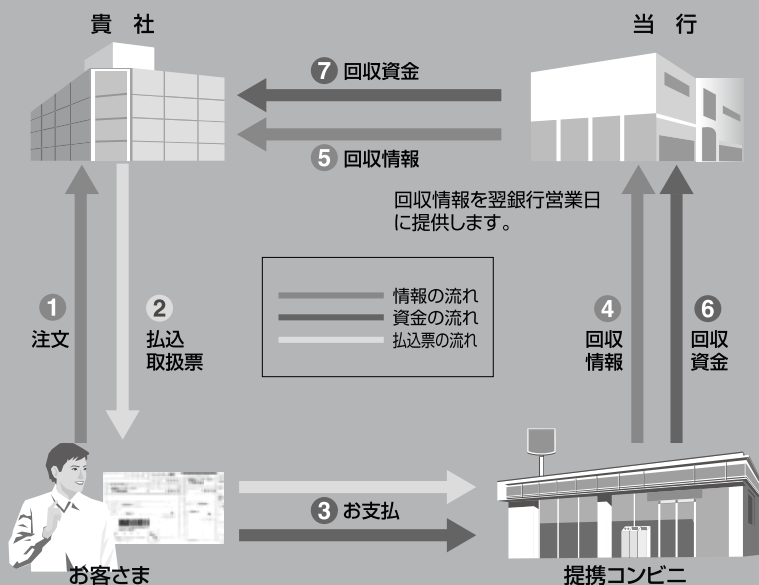 貴 社
当 行
7 回収資金
5 回収情報
回収情報を翌銀行営業日
に提供します。
1
注文
2
払込
取扱票
情報の流れ
資金の流れ
払込票の流れ
4
回収
情報
6
回収
資金
3 お支払
お客さま
提携コンビニ